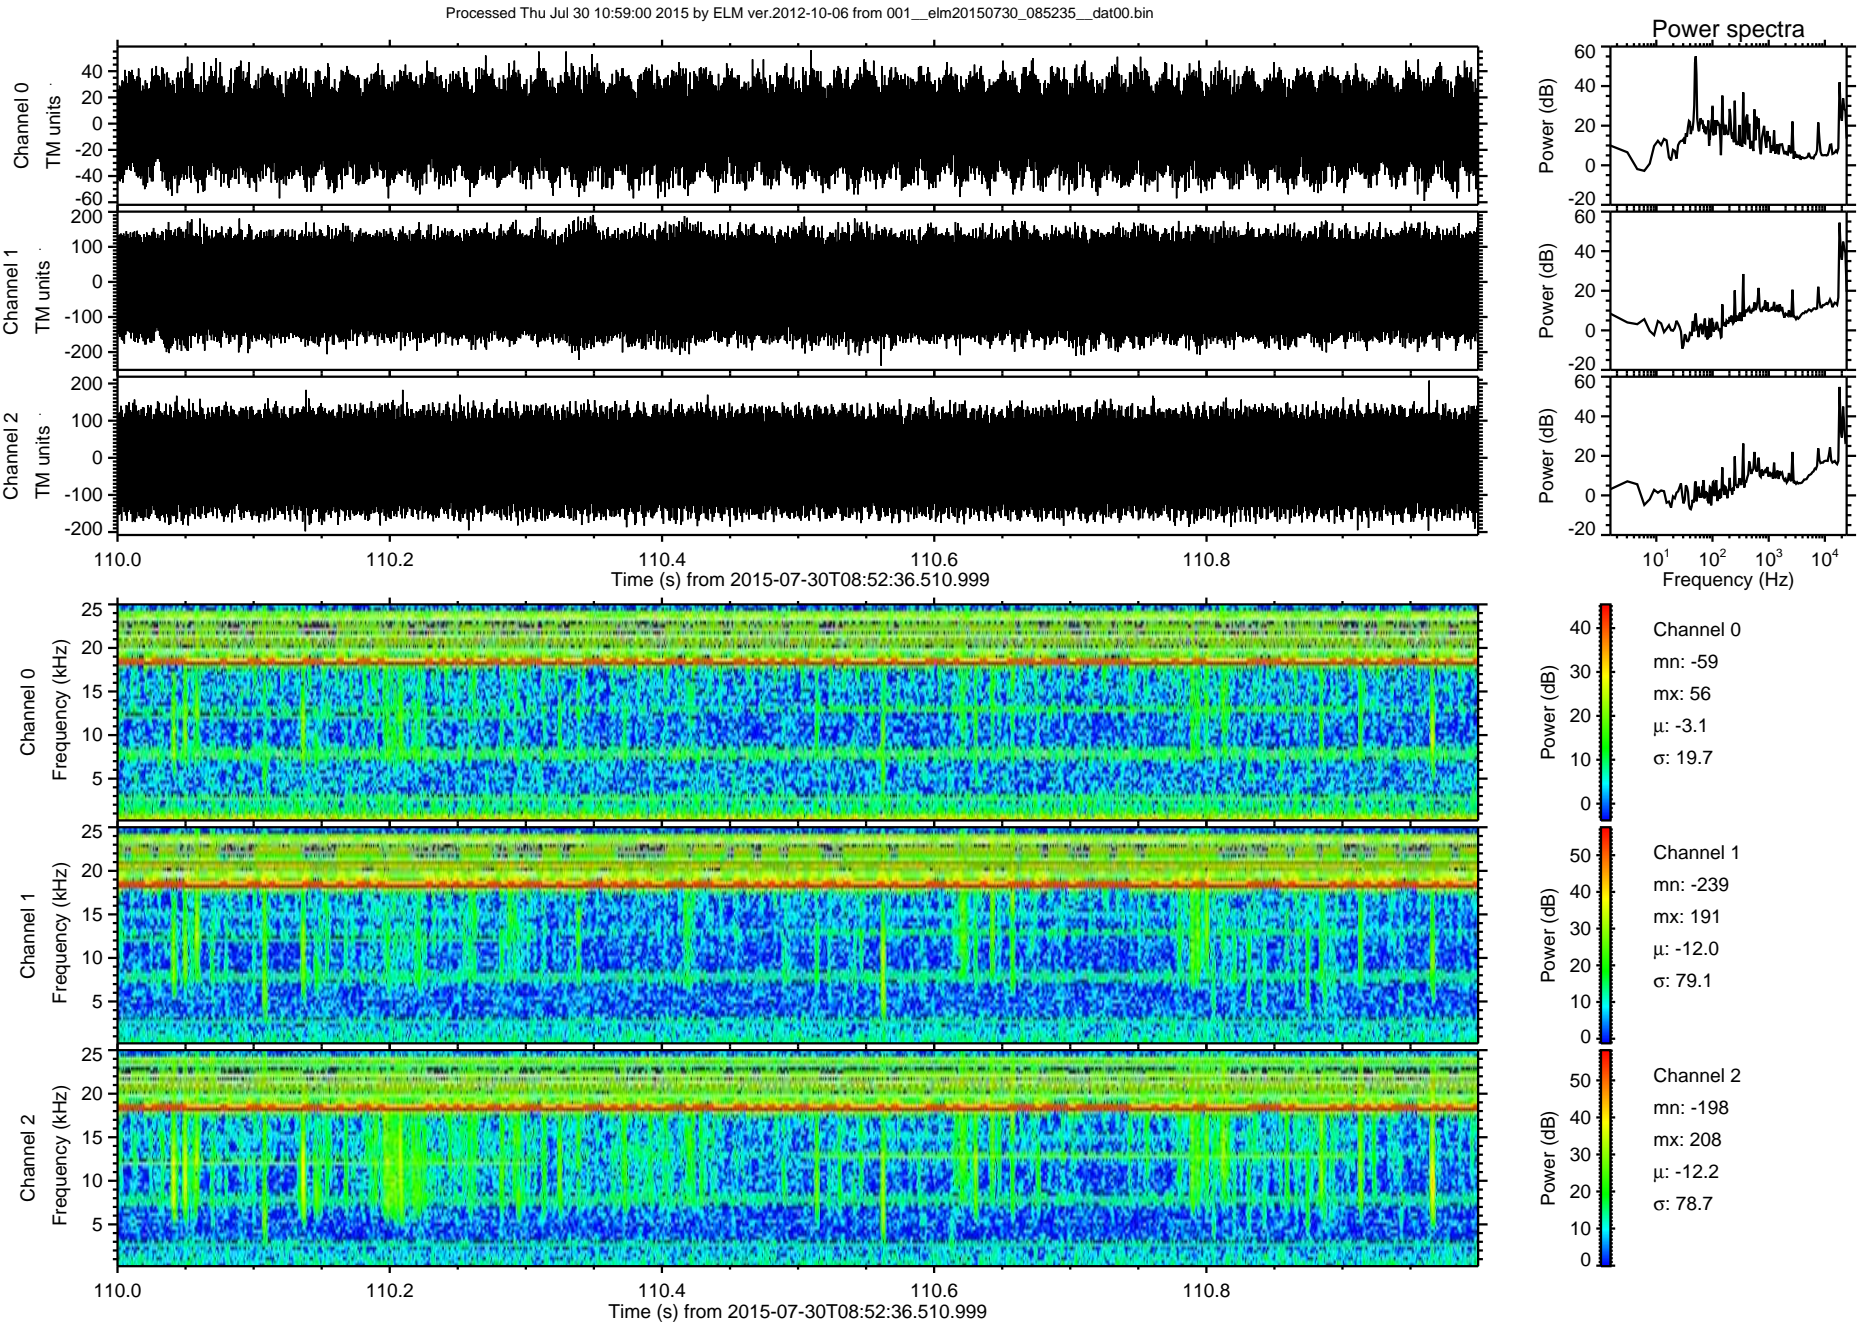 Processed Thu Jul 30 10:59:00 2015 by ELM ver.2012-10-06 from 001__elm20150730_085235__dat00.bin
Power spectra
Channel 0
TM units
40
20
0
-20
-40
-60
Power (dB)
60
40
20
0
-20
Channel 1
TM units
200
100
0
-100
-200
Power (dB)
60
40
20
0
-20
Channel 2
TM units
200
100
0
-100
-200
Power (dB)
60
40
20
0
-20
110.0 110.2 110.4 110.6 110.8
Time (s) from 2015-07-30T08:52:36.510.999
10¹ 10² 10³ 10⁴
Frequency (Hz)
Channel 0
Frequency (kHz)
25
20
15
10
5
Power (dB)
40
30
20
10
0
Channel 0
mn: -59
mx: 56
μ: -3.1
σ: 19.7
Channel 1
Frequency (kHz)
25
20
15
10
5
Power (dB)
50
40
30
20
10
0
Channel 1
mn: -239
mx: 191
μ: -12.0
σ: 79.1
Channel 2
Frequency (kHz)
25
20
15
10
5
Power (dB)
50
40
30
20
10
0
Channel 2
mn: -198
mx: 208
μ: -12.2
σ: 78.7
110.0 110.2 110.4 110.6 110.8
Time (s) from 2015-07-30T08:52:36.510.999